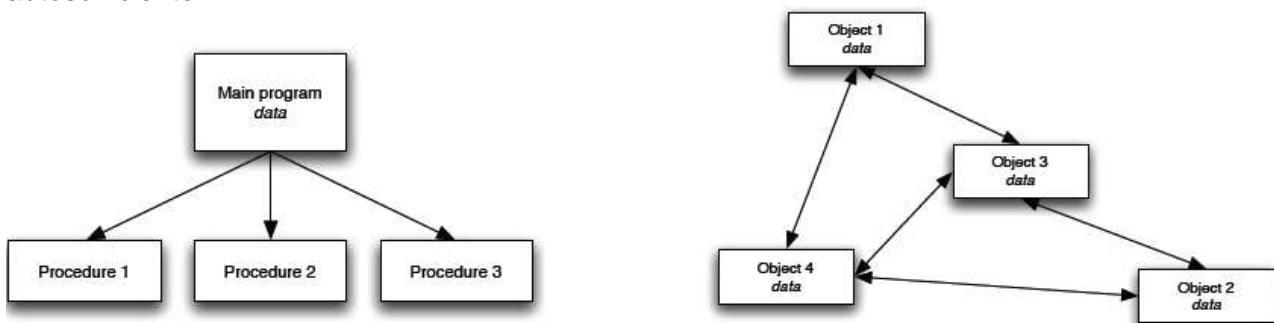 Main program
data
Procedure 1
Procedure 2
Procedure 3
Object 1
data
Object 3
data
Object 4
data
Object 2
data